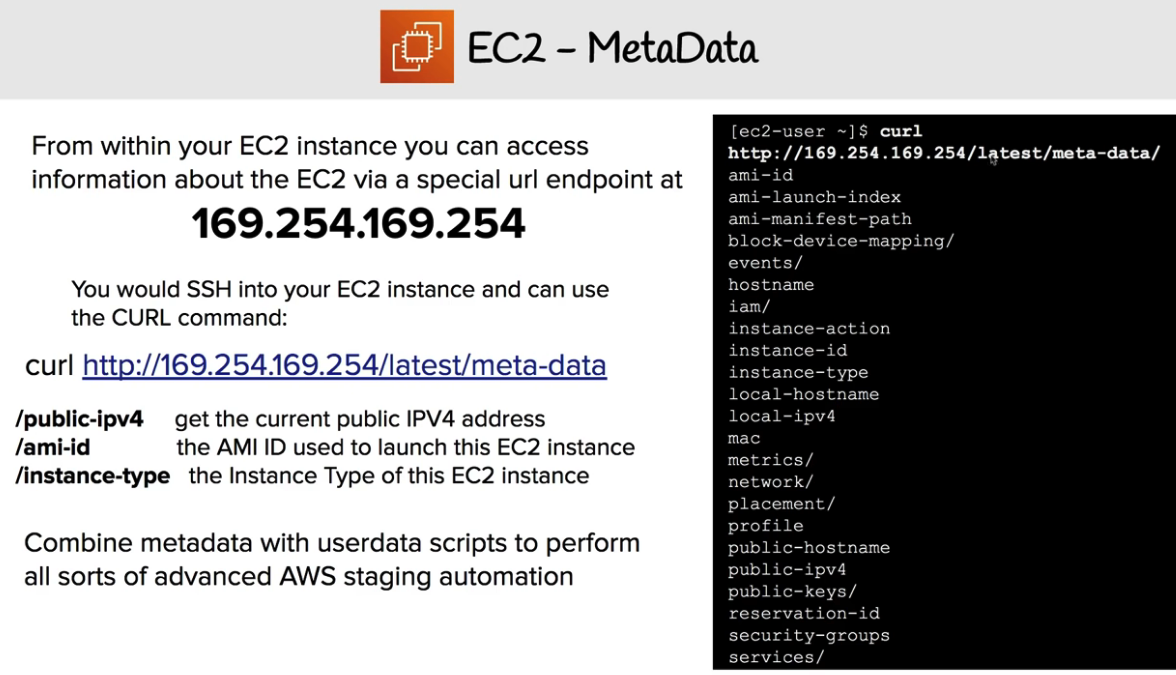 EC2 – MetaData
From within your EC2 instance you can access
information about the EC2 via a special url endpoint at
169.254.169.254
You would SSH into your EC2 instance and can use
the CURL command:
curl http://169.254.169.254/latest/meta-data
/public-ipv4 get the current public IPV4 address
/ami-id the AMI ID used to launch this EC2 instance
/instance-type the Instance Type of this EC2 instance
Combine metadata with userdata scripts to perform
all sorts of advanced AWS staging automation
[ec2-user ~]$ curl
http://169.254.169.254/latest/meta-data/
ami-id
ami-launch-index
ami-manifest-path
block-device-mapping/
events/
hostname
iam/
instance-action
instance-id
instance-type
local-hostname
local-ipv4
mac
metrics/
network/
placement/
profile
public-hostname
public-ipv4
public-keys/
reservation-id
security-groups
services/